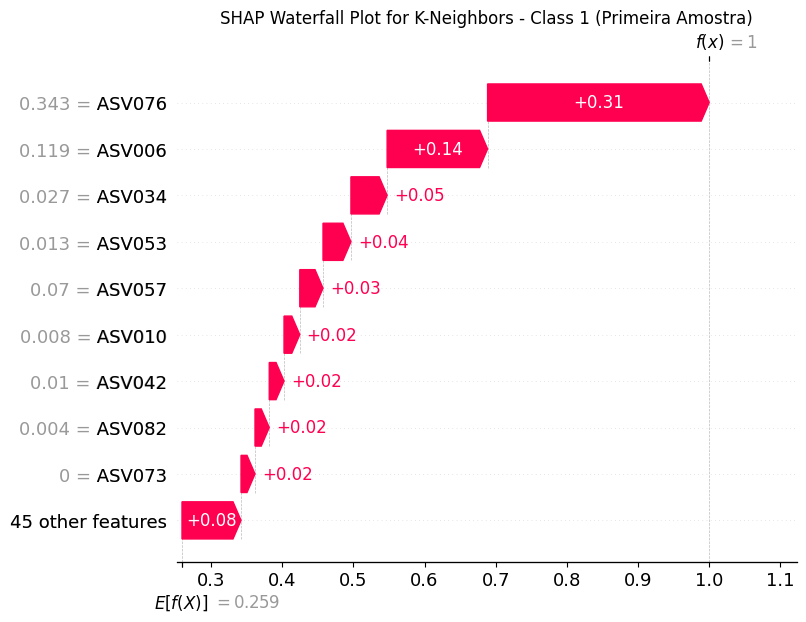 SHAP Waterfall Plot for K-Neighbors - Class 1 (Primeira Amostra)
f(x) = 1
0.343 = ASV076 +0.31
0.119 = ASV006 +0.14
0.027 = ASV034 +0.05
0.013 = ASV053 +0.04
0.07 = ASV057 +0.03
0.008 = ASV010 +0.02
0.01 = ASV042 +0.02
0.004 = ASV082 +0.02
0 = ASV073 +0.02
45 other features +0.08
0.3 0.4 0.5 0.6 0.7 0.8 0.9 1.0 1.1
E[f(X)] = 0.259